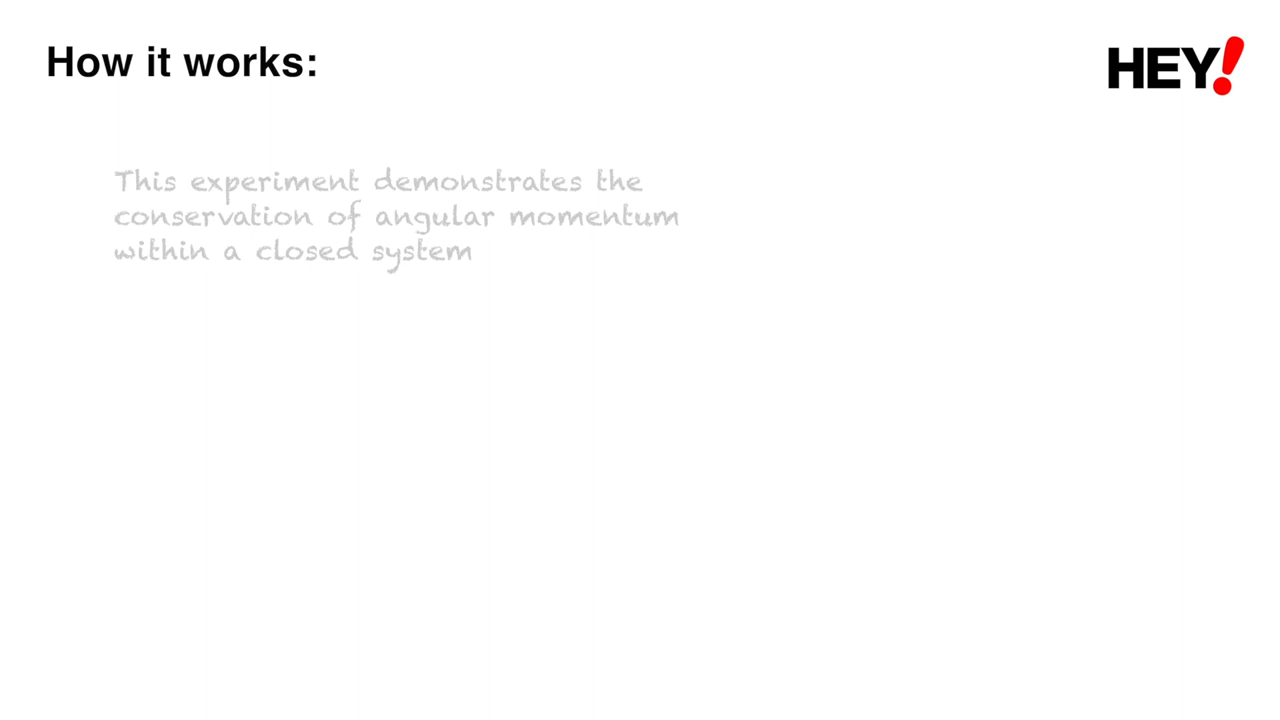 How it works:
HEY!
This experiment demonstrates the
conservation of angular momentum
within a closed system